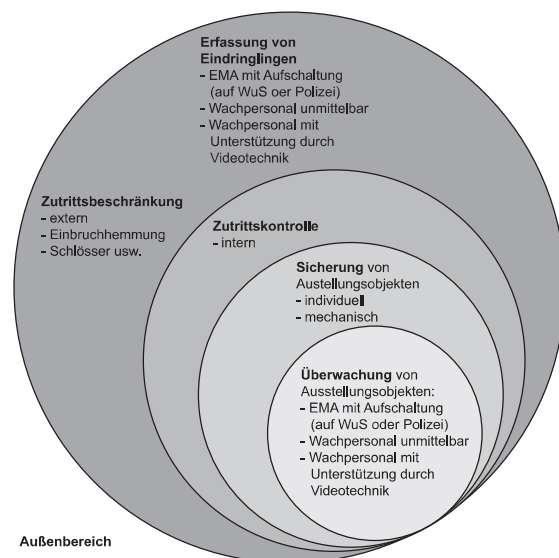 Erfassung von
Eindringlingen
- EMA mit Aufschaltung
(auf WuS oer Polizei)
- Wachpersonal unmittelbar
- Wachpersonal mit
Unterstützung durch
Videotechnik
Zutrittsbeschränkung
- extern
- Einbruchhemmung
- Schlösser usw.
Zutrittskontrolle
- intern
Sicherung von
Austellungsobjekten
- individuell
- mechanisch
Überwachung von
Ausstellungsobjekten:
- EMA mit Aufschaltung
(auf WuS oder Polizei)
- Wachpersonal unmittelbar
- Wachpersonal mit
Unterstützung durch
Videotechnik
Außenbereich